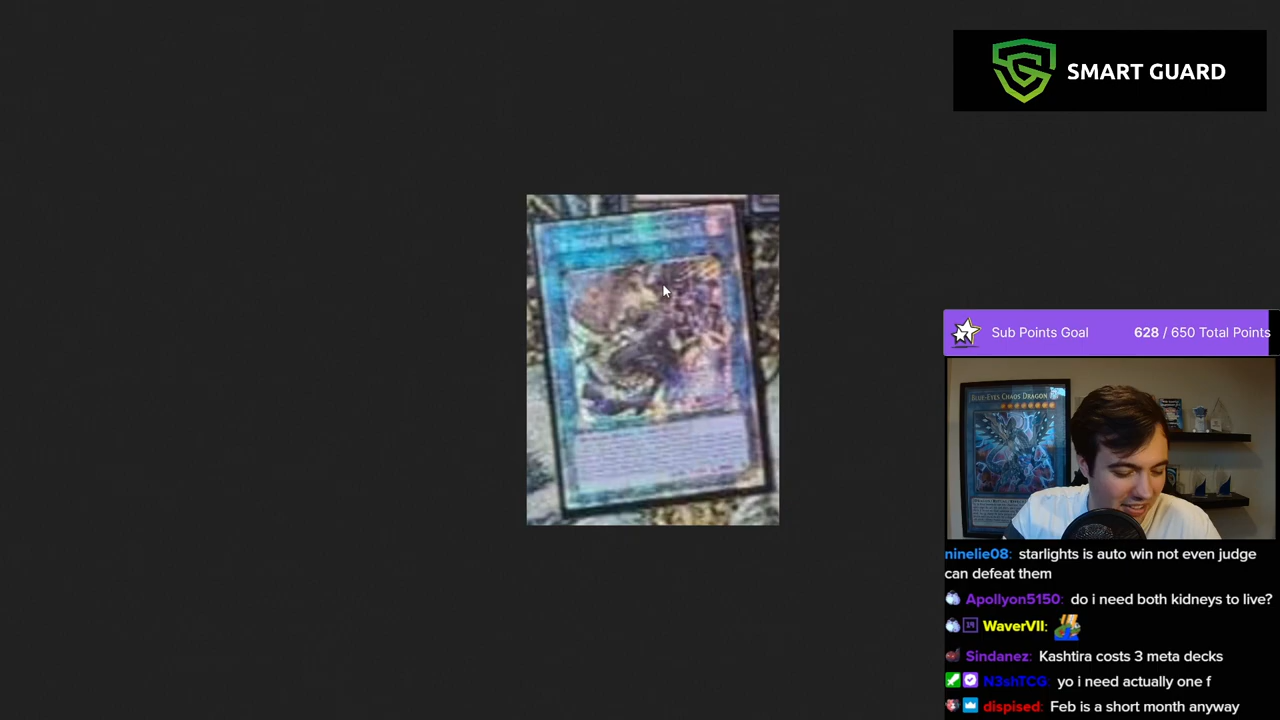 SMART GUARD
Sub Points Goal 628 / 650 Total Points
BLUE-EYES CHAOS DRAGON
ninelie08: starlights is auto win not even judge
can defeat them
Apollyon5150: do i need both kidneys to live?
14 WaverVII:
Sindanez: Kashtira costs 3 meta decks
N3shTCG: yo i need actually one f
dispised: Feb is a short month anyway